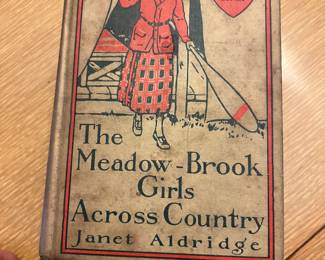 The
Meadow-Brook
Girls
Across Country
Janet Aldridge